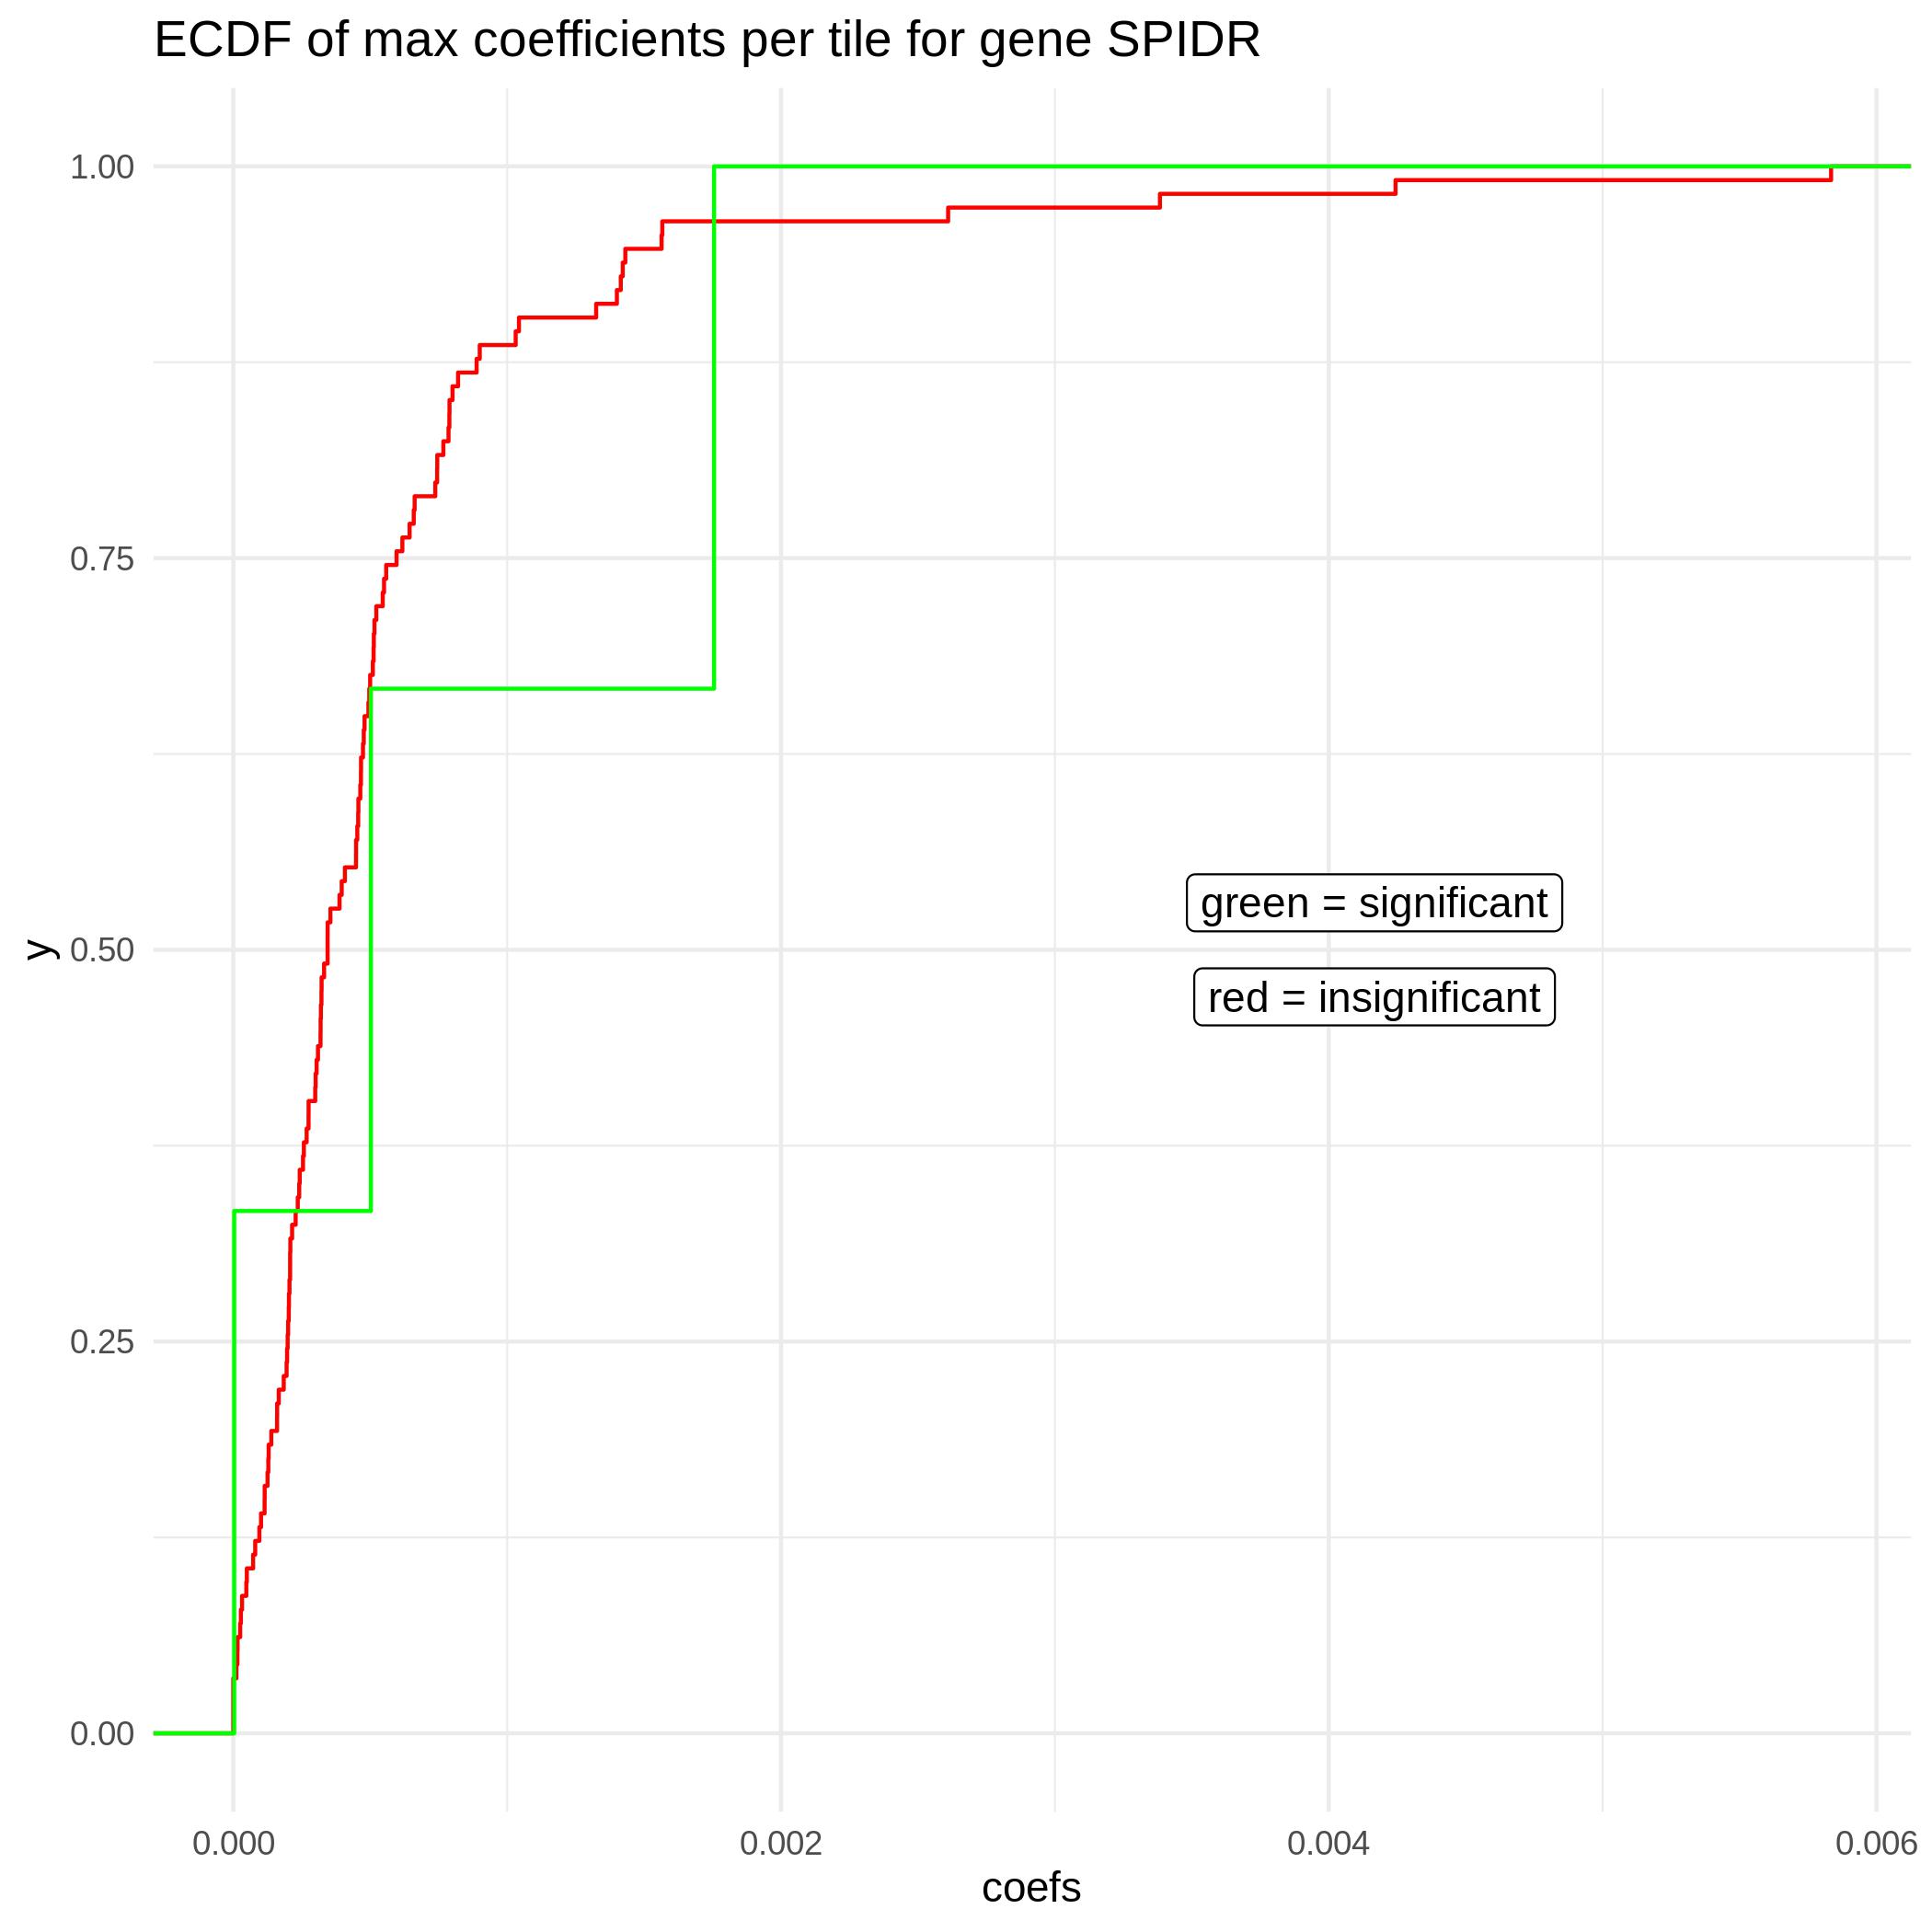 ECDF of max coefficients per tile for gene SPIDR
1.00
0.75
0.50
0.25
0.00
y
green = significant
red = insignificant
0.000
0.002
0.004
0.006
coefs